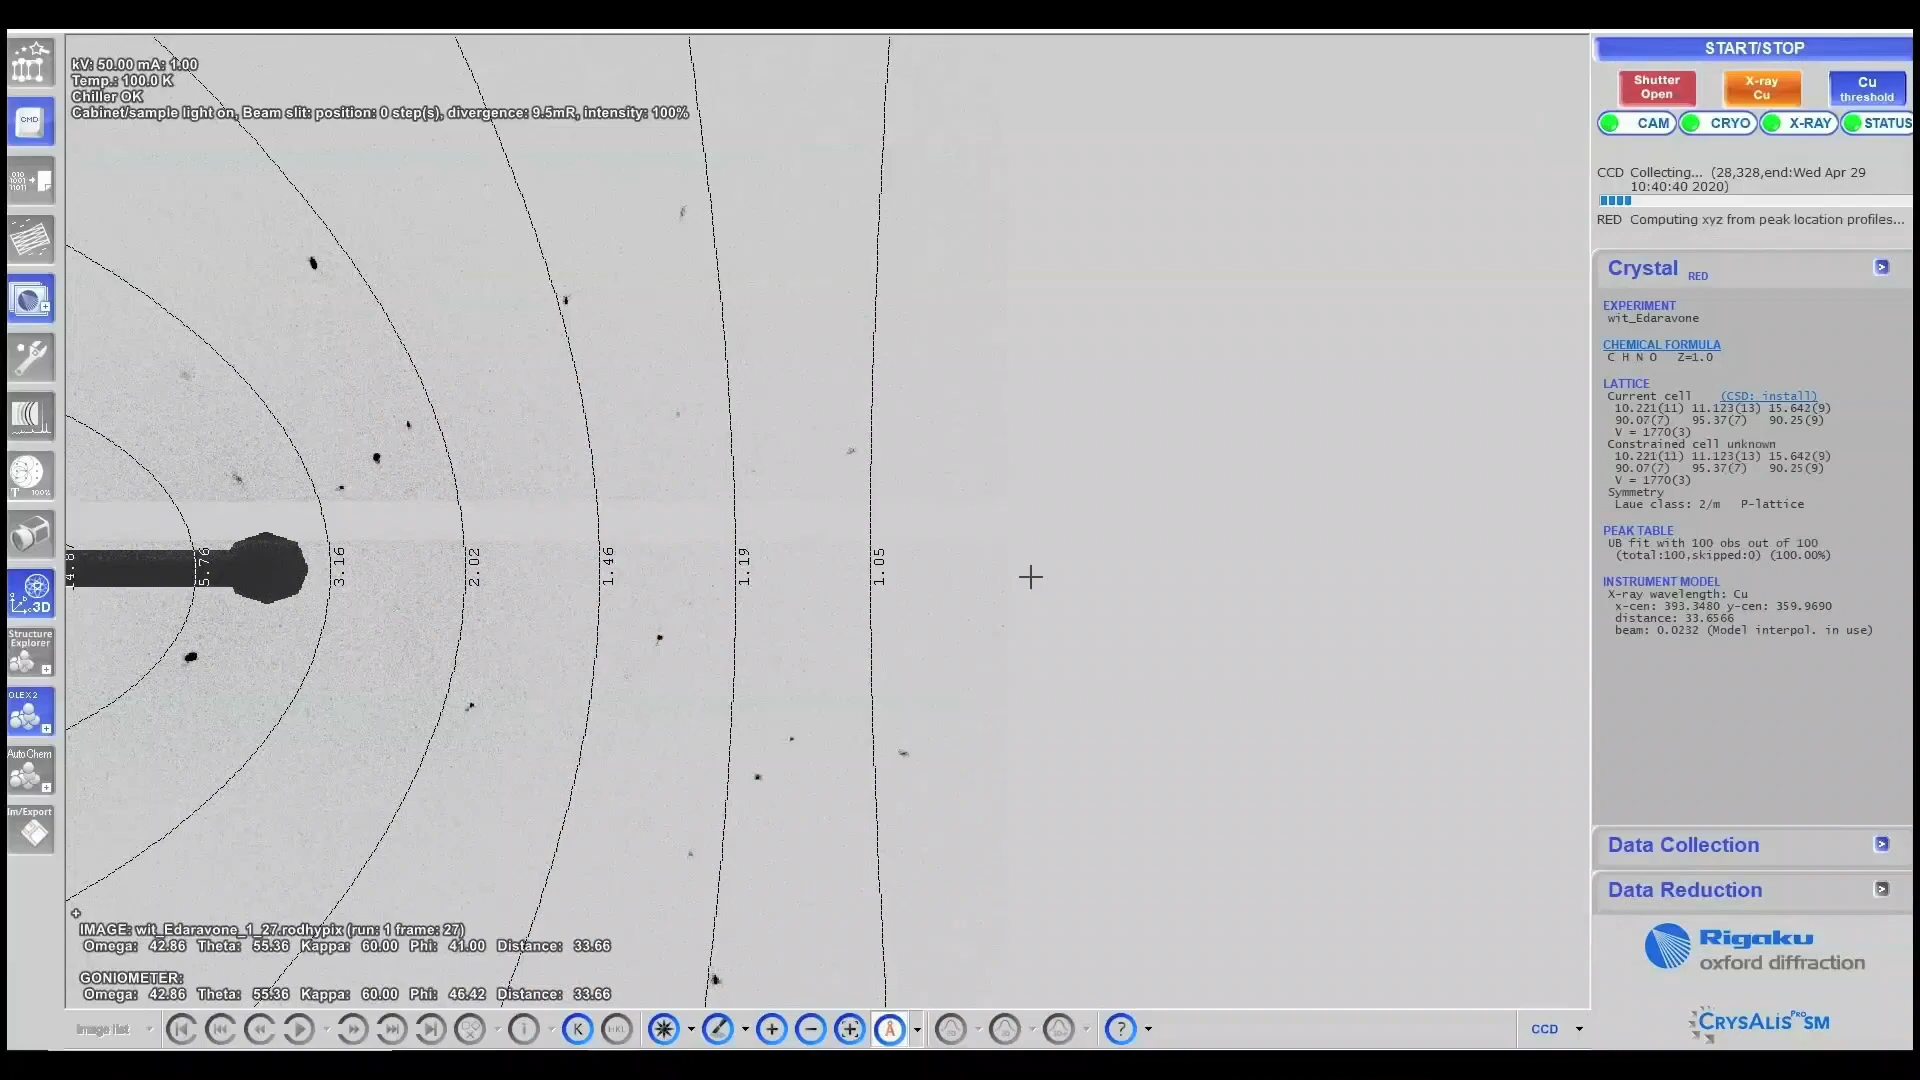 kV: 50.00 mA: 1.00
Temp.: 100.0 K
Chiller OK
Cabinet/sample light on, Beam slit: position: 0 step(s), divergence: 9.5mR, intensity: 100%
CMD
T 100%
3D
Structure
Explorer
OLEX2
AutoChem
Im/Export
5.76
3.16
2.02
1.46
1.19
1.05
IMAGE: wit_Edaravone_1_27.rodhypix (run: 1 frame: 27)
Omega: 42.86 Theta: 55.36 Kappa: 60.00 Phi: 41.00 Distance: 33.66
GONIOMETER:
Omega: 42.86 Theta: 55.36 Kappa: 60.00 Phi: 46.42 Distance: 33.66
Image list
K
HKL
Å
?
CCD
START/STOP
Shutter
Open
X-ray
Cu
Cu
threshold
CAM
CRYO
X-RAY
STATUS
CCD Collecting... (28,328,end:Wed Apr 29
10:40:40 2020)
RED Computing xyz from peak location profiles...
Crystal RED
EXPERIMENT
wit_Edaravone
CHEMICAL FORMULA
C H N O Z=1.0
LATTICE
Current cell (CSD: install)
10.221(11) 11.123(13) 15.642(9)
90.07(7) 95.37(7) 90.25(9)
V = 1770(3)
Constrained cell unknown
10.221(11) 11.123(13) 15.642(9)
90.07(7) 95.37(7) 90.25(9)
V = 1770(3)
Symmetry
Laue class: 2/m P-lattice
PEAK TABLE
UB fit with 100 obs out of 100
(total:100,skipped:0) (100.00%)
INSTRUMENT MODEL
X-ray wavelength: Cu
x-cen: 393.3480 y-cen: 359.9690
distance: 33.6566
beam: 0.0232 (Model interpol. in use)
Data Collection
Data Reduction
Rigaku
oxford diffraction
CrysAlis Pro SM